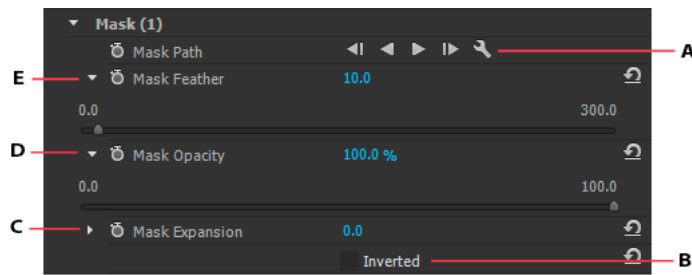 Mask (1)
Mask Path A
E Mask Feather 10.0
0.0 300.0
D Mask Opacity 100.0 %
0.0 100.0
C Mask Expansion 0.0
Inverted B